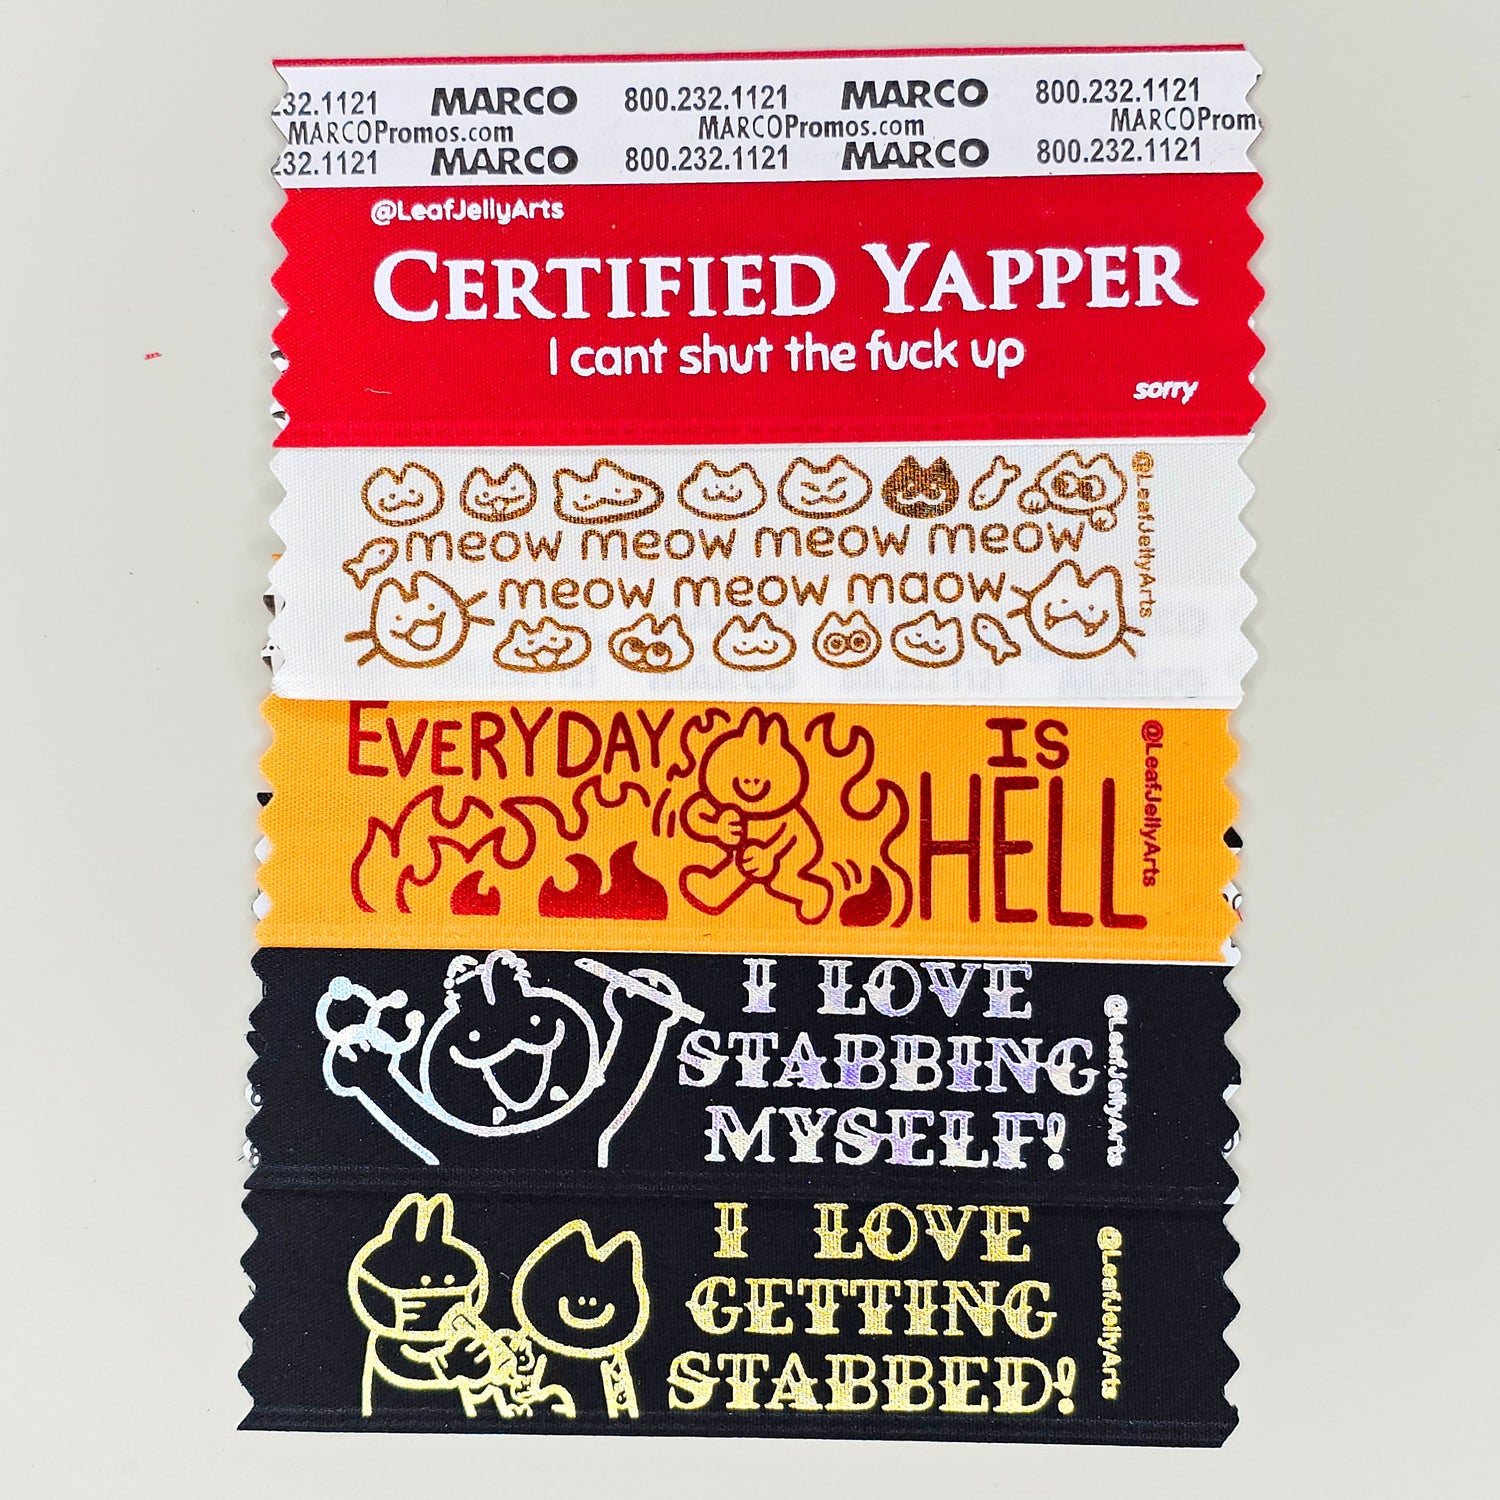 232.1121 MARCO 800.232.1121 MARCO 800.232.1121
MARCOPromos.com MARCOPromos.com MARCOProm
232.1121 MARCO 800.232.1121 MARCO 800.232.1121
@LeafJellyArts
CERTIFIED YAPPER
I cant shut the fuck up
sorry
meow meow meow meow
meow meow maow
@LeafJellyArts
EVERYDAY IS
HELL
@LeafJellyArts
I LOVE
STABBING
MYSELF!
@LeafJellyArts
I LOVE
GETTING
STABBED!
@LeafJellyArts